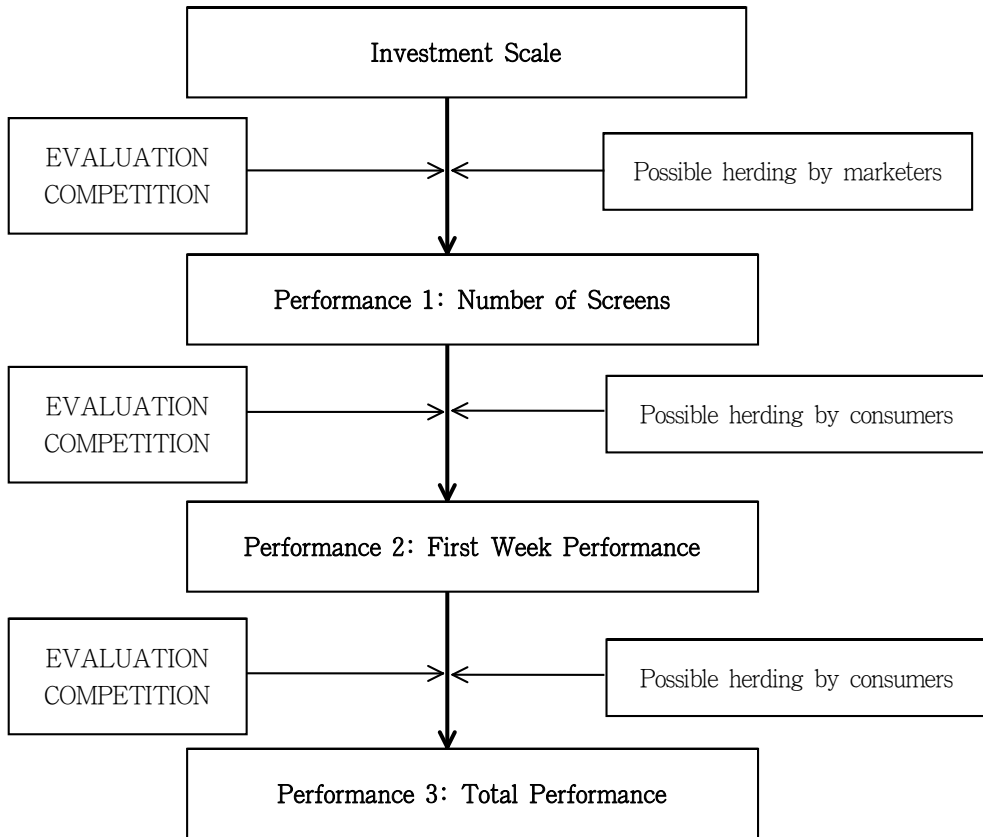 Investment Scale
EVALUATION
COMPETITION
Possible herding by marketers
Performance 1: Number of Screens
EVALUATION
COMPETITION
Possible herding by consumers
Performance 2: First Week Performance
EVALUATION
COMPETITION
Possible herding by consumers
Performance 3: Total Performance